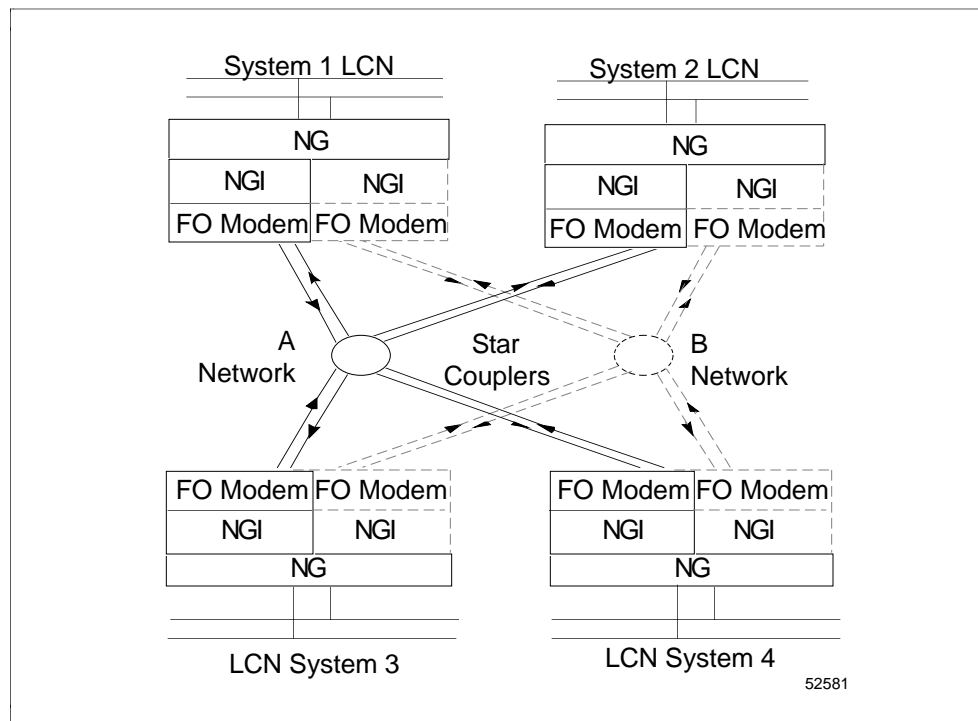 System 1 LCN
System 2 LCN
NG
NG
NGI
NGI
NGI
NGI
FO Modem
FO Modem
FO Modem
FO Modem
A
Network
Star
Couplers
B
Network
FO Modem
FO Modem
FO Modem
FO Modem
NGI
NGI
NGI
NGI
NG
NG
LCN System 3
LCN System 4
52581